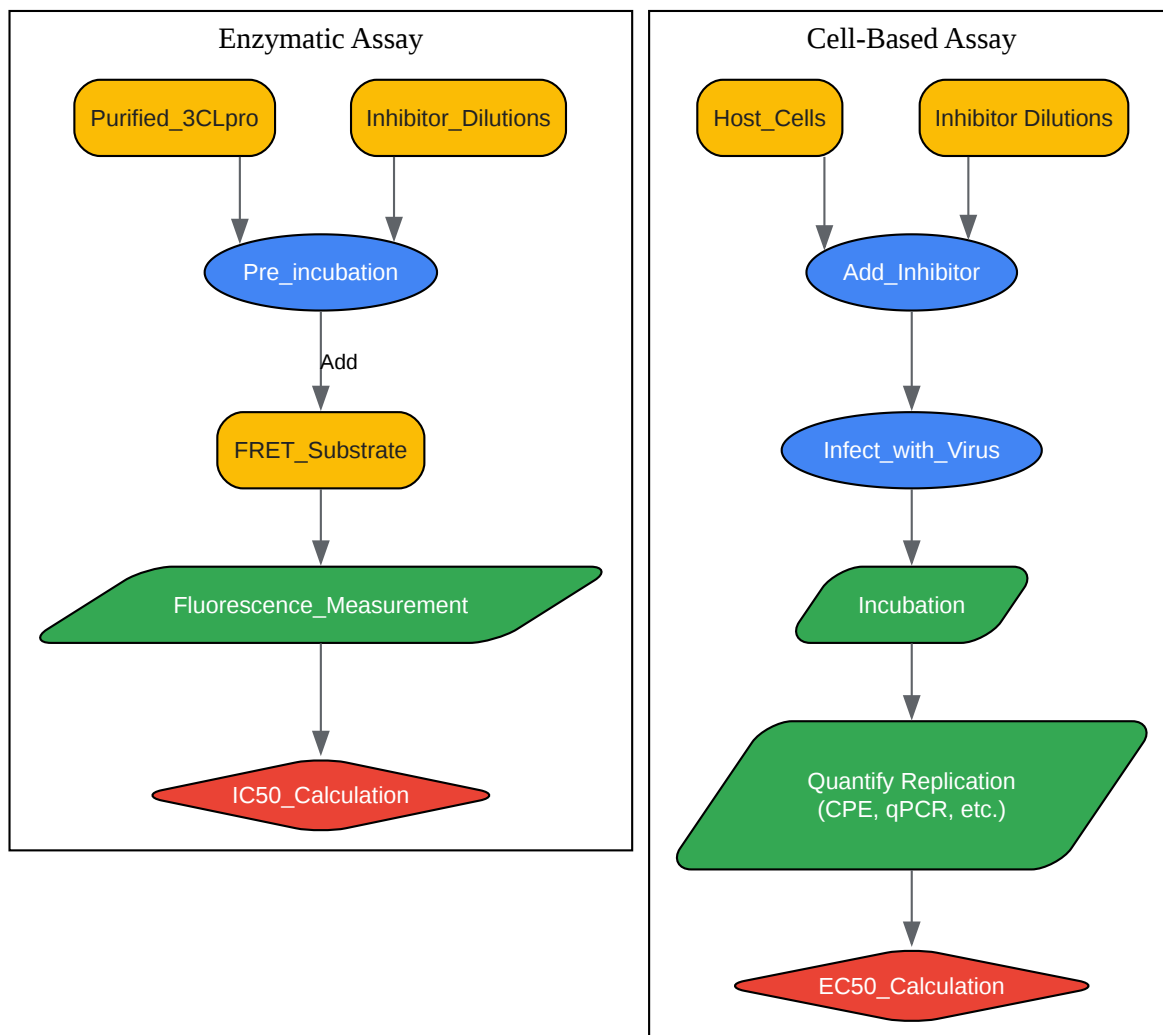 Enzymatic Assay
Purified_3CLpro
Inhibitor_Dilutions
Pre_incubation
Add
FRET_Substrate
Fluorescence_Measurement
IC50_Calculation
Cell-Based Assay
Host_Cells
Inhibitor Dilutions
Add_Inhibitor
Infect_with_Virus
Incubation
Quantify Replication
(CPE, qPCR, etc.)
EC50_Calculation